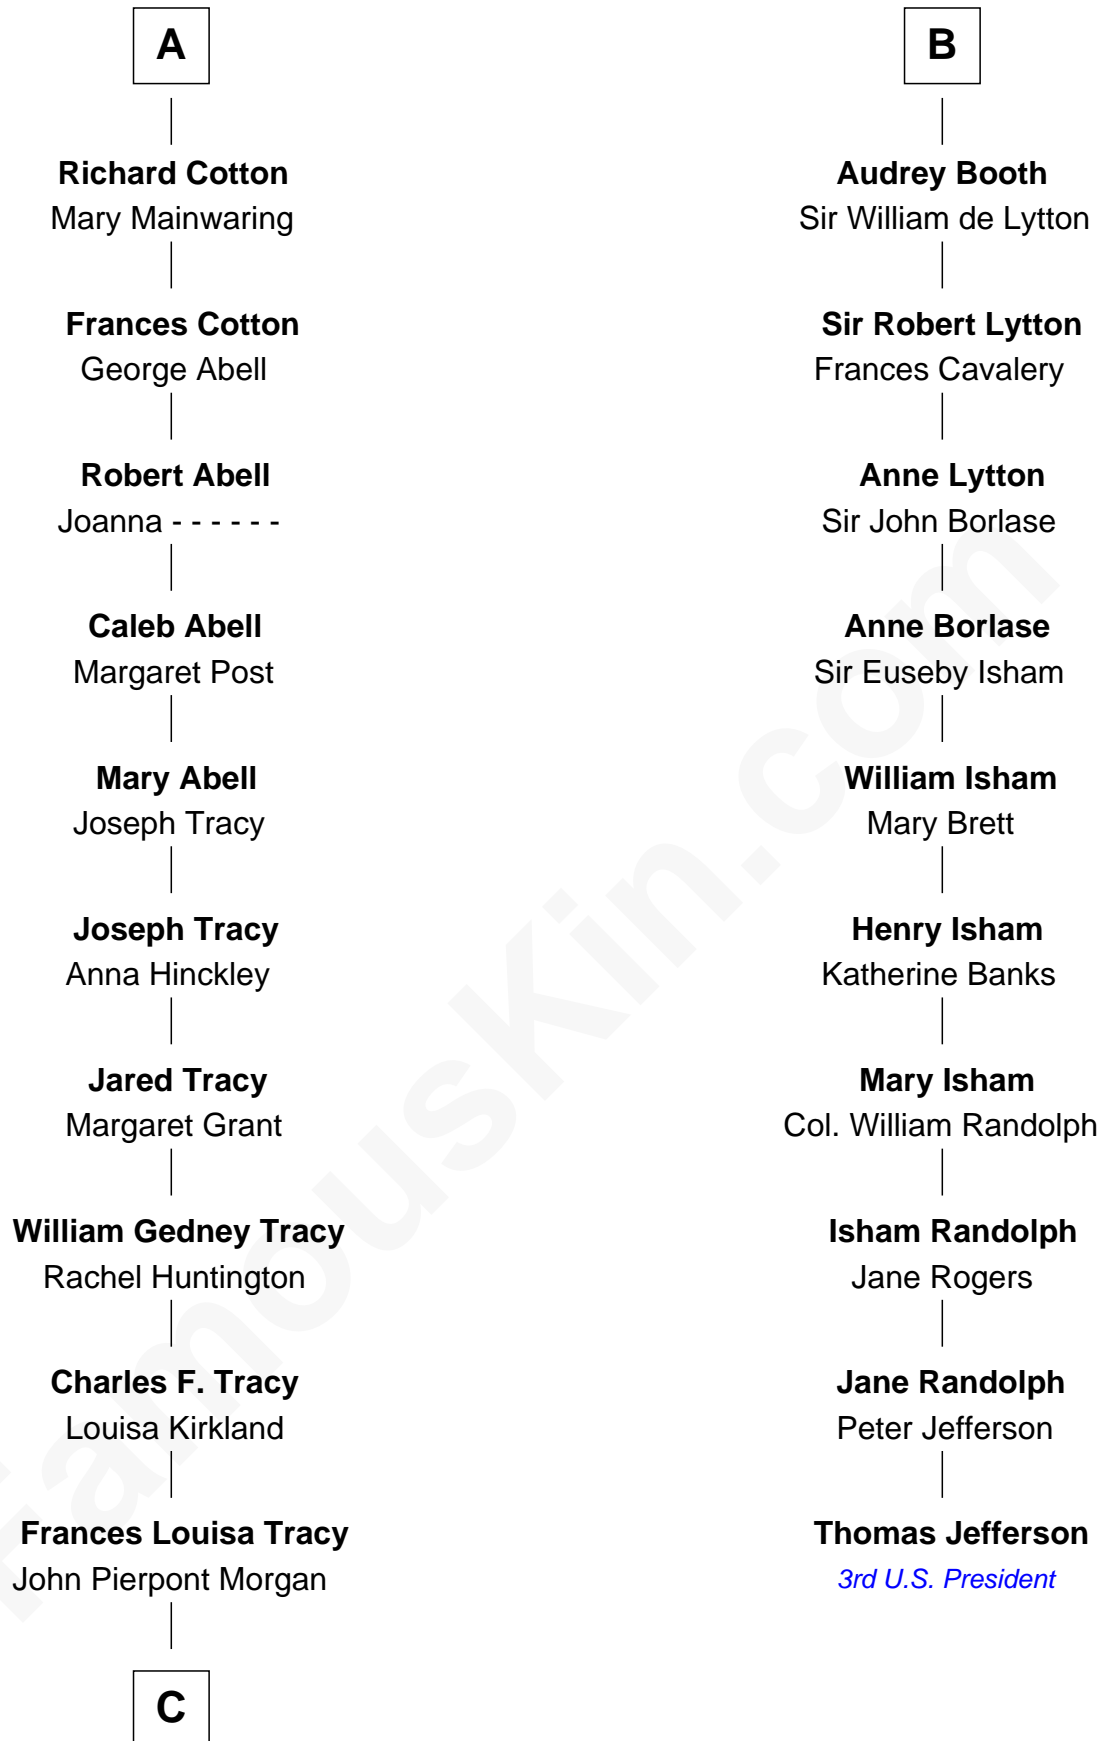 A
Richard Cotton
Mary Mainwaring
Frances Cotton
George Abell
Robert Abell
Joanna - - - - - -
Caleb Abell
Margaret Post
Mary Abell
Joseph Tracy
Joseph Tracy
Anna Hinckley
Jared Tracy
Margaret Grant
William Gedney Tracy
Rachel Huntington
Charles F. Tracy
Louisa Kirkland
Frances Louisa Tracy
John Pierpont Morgan
C
B
Audrey Booth
Sir William de Lytton
Sir Robert Lytton
Frances Cavalery
Anne Lytton
Sir John Borlase
Anne Borlase
Sir Euseby Isham
William Isham
Mary Brett
Henry Isham
Katherine Banks
Mary Isham
Col. William Randolph
Isham Randolph
Jane Rogers
Jane Randolph
Peter Jefferson
Thomas Jefferson
3rd U.S. President
FamousKin.com